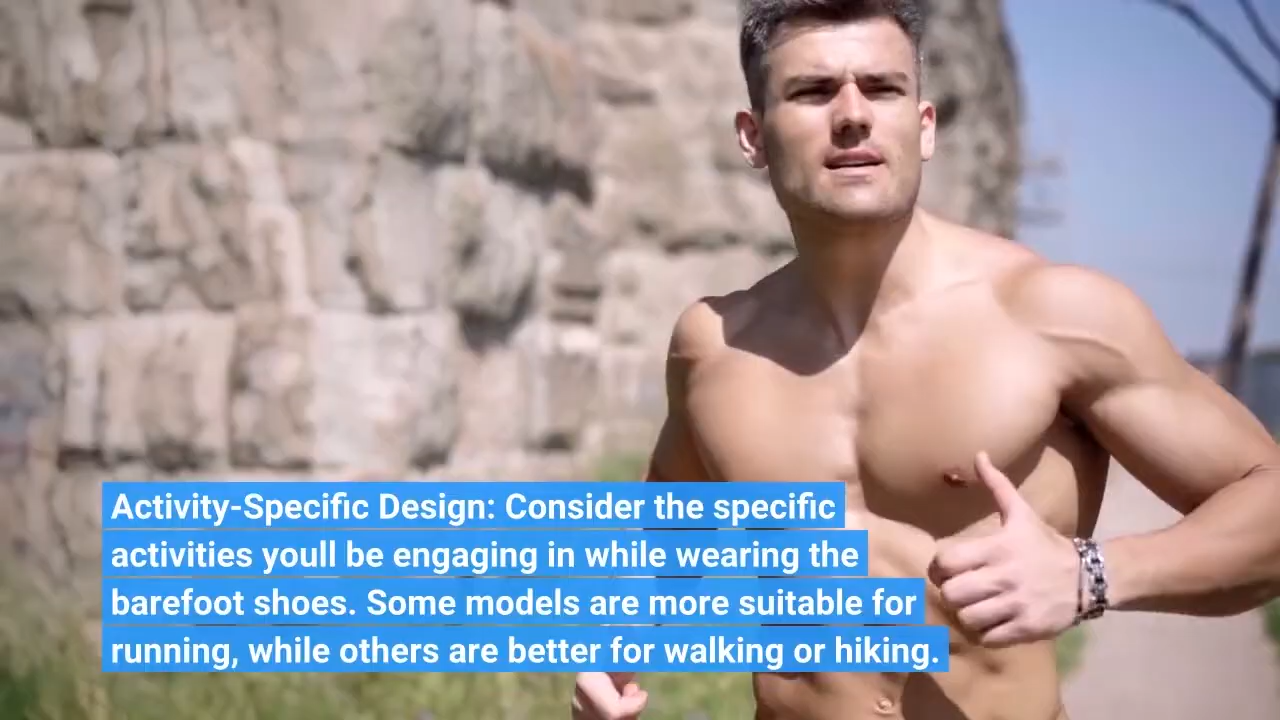 Activity-Specific Design: Consider the specific
activities youll be engaging in while wearing the
barefoot shoes. Some models are more suitable for
running, while others are better for walking or hiking.